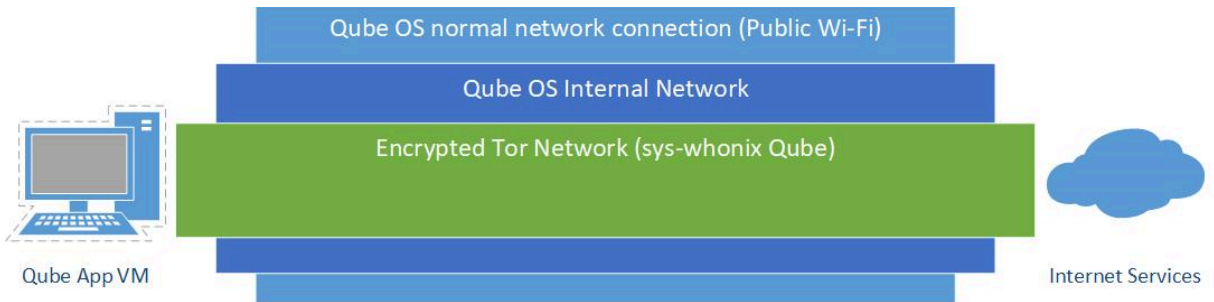 Qube OS normal network connection (Public Wi-Fi)
Qube OS Internal Network
Encrypted Tor Network (sys-whonix Qube)
Qube App VM
Internet Services